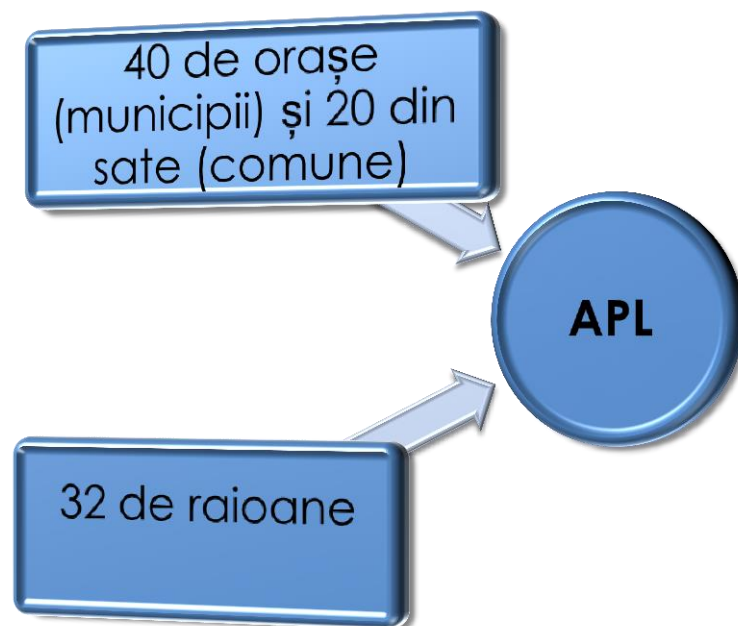 40 de orașe
(municipii) și 20 din
sate (comune)
APL
32 de raioane